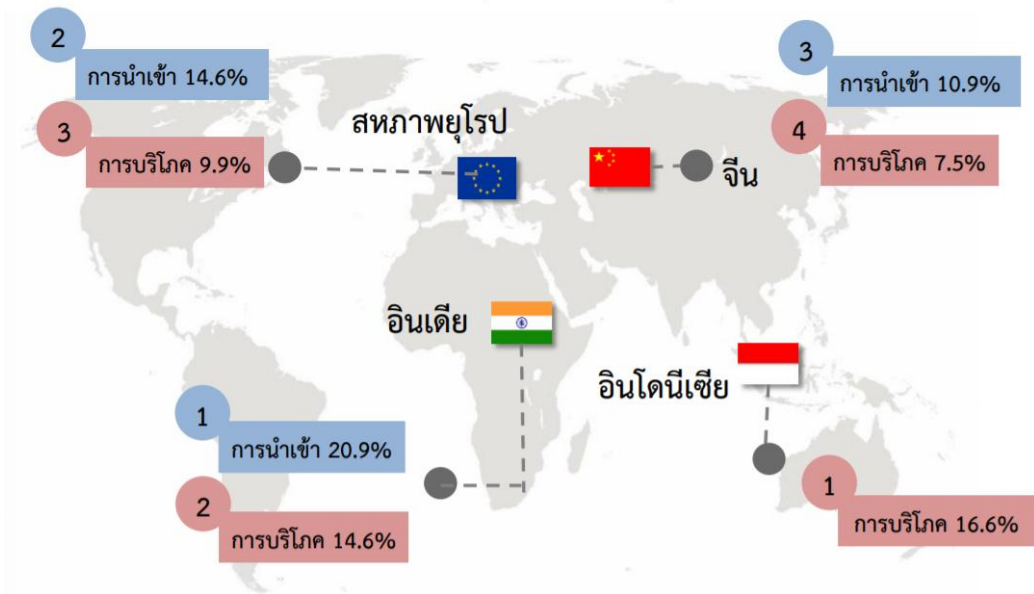 2
การนำเข้า 14.6%
3
การบริโภค 9.9%
สหภาพยุโรป
3
การนำเข้า 10.9%
4
การบริโภค 7.5%
จีน
อินเดีย
1
การนำเข้า 20.9%
2
การบริโภค 14.6%
อินโดนีเซีย
1
การบริโภค 16.6%